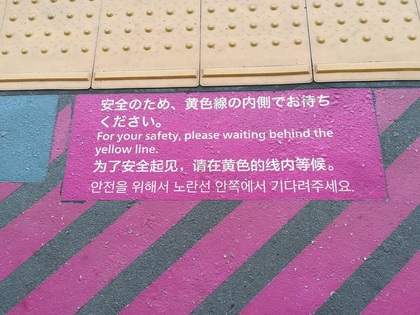 安全のため、黄色線の内側でお待ち
ください。
For your safety, please waiting behind the
yellow line.
为了安全起见，请在黄色的线内等候。
안전을 위해서 노란선 안쪽에서 기다려주세요.